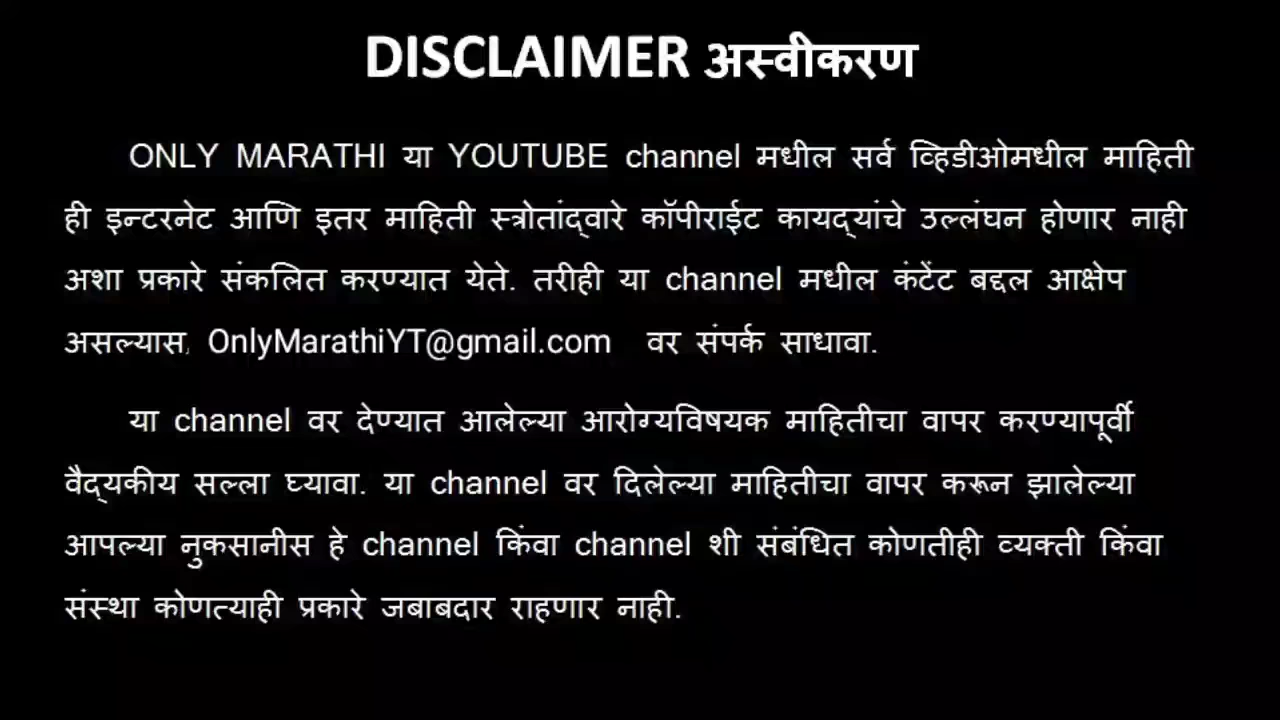 DISCLAIMER अस्वीकरण
ONLY MARATHI या YOUTUBE channel मधील सर्व व्हिडीओमधील माहिती
ही इन्टरनेट आणि इतर माहिती स्त्रोतांद्वारे कॉपीराईट कायद्यांचे उल्लंघन होणार नाही
अशा प्रकारे संकलित करण्यात येते. तरीही या channel मधील कंटेंट बद्दल आक्षेप
असल्यास, OnlyMarathiYT@gmail.com वर संपर्क साधावा.
या channel वर देण्यात आलेल्या आरोग्यविषयक माहितीचा वापर करण्यापूर्वी
वैद्यकीय सल्ला घ्यावा. या channel वर दिलेल्या माहितीचा वापर करून झालेल्या
आपल्या नुकसानीस हे channel किंवा channel शी संबंधित कोणतीही व्यक्ती किंवा
संस्था कोणत्याही प्रकारे जबाबदार राहणार नाही.